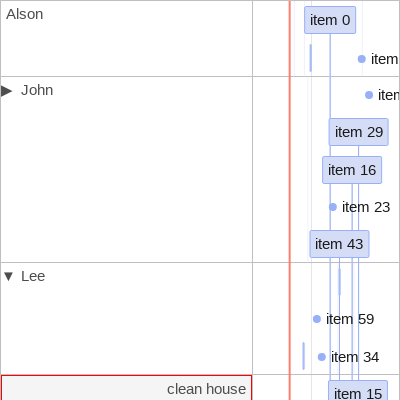 Alson
item 0
item
John
item 29
item 16
item 23
item 43
Lee
item 59
item 34
clean house
item 15